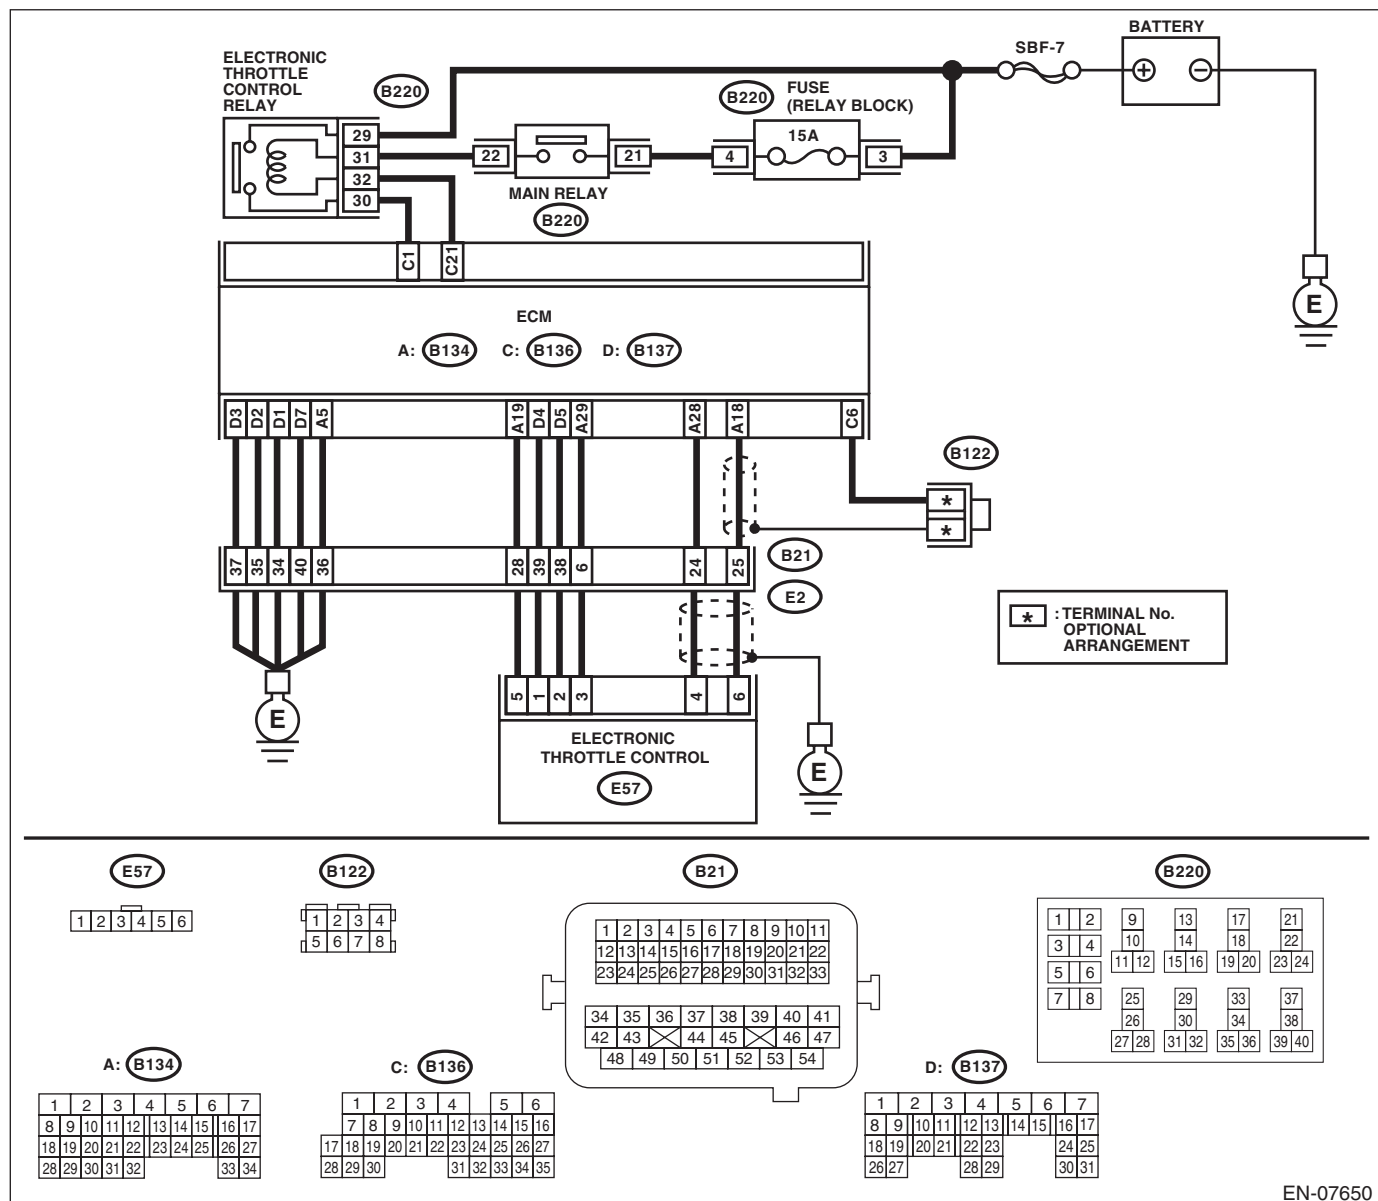 BATTERY
SBF-7
ELECTRONIC
THROTTLE
CONTROL
RELAY
B220
B220
FUSE
(RELAY BLOCK)
15A
29
31
32
30
22
21
4
3
MAIN RELAY
B220
C1
C21
E
ECM
A: B134 C: B136 D: B137
D3 D2 D1 D7 A5 A19 D4 D5 A29 A28 A18 C6
B122
*
*
37 35 34 40 36 28 39 38 6 24 25
B21
E2
* : TERMINAL No.
OPTIONAL
ARRANGEMENT
5 1 2 3 4 6
E
ELECTRONIC
THROTTLE CONTROL
E57
E
E57
1 2 3 4 5 6
B122
1 2 3 4
5 6 7 8
B21
1 2 3 4 5 6 7 8 9 10 11
12 13 14 15 16 17 18 19 20 21 22
23 24 25 26 27 28 29 30 31 32 33
34 35 36 37 38 39 40 41
42 43 44 45 46 47
48 49 50 51 52 53 54
B220
1 2 9 13 17 21
3 4 10 14 18 22
11 12 15 16 19 20 23 24
5 6
7 8 25 29 33 37
26 30 34 38
27 28 31 32 35 36 39 40
A: B134
1 2 3 4 5 6 7
8 9 10 11 12 13 14 15 16 17
18 19 20 21 22 23 24 25 26 27
28 29 30 31 32 33 34
C: B136
1 2 3 4 5 6
7 8 9 10 11 12 13 14 15 16
17 18 19 20 21 22 23 24 25 26 27
28 29 30 31 32 33 34 35
D: B137
1 2 3 4 5 6 7
8 9 10 11 12 13 14 15 16 17
18 19 20 21 22 23 24 25
26 27 28 29 30 31
EN-07650